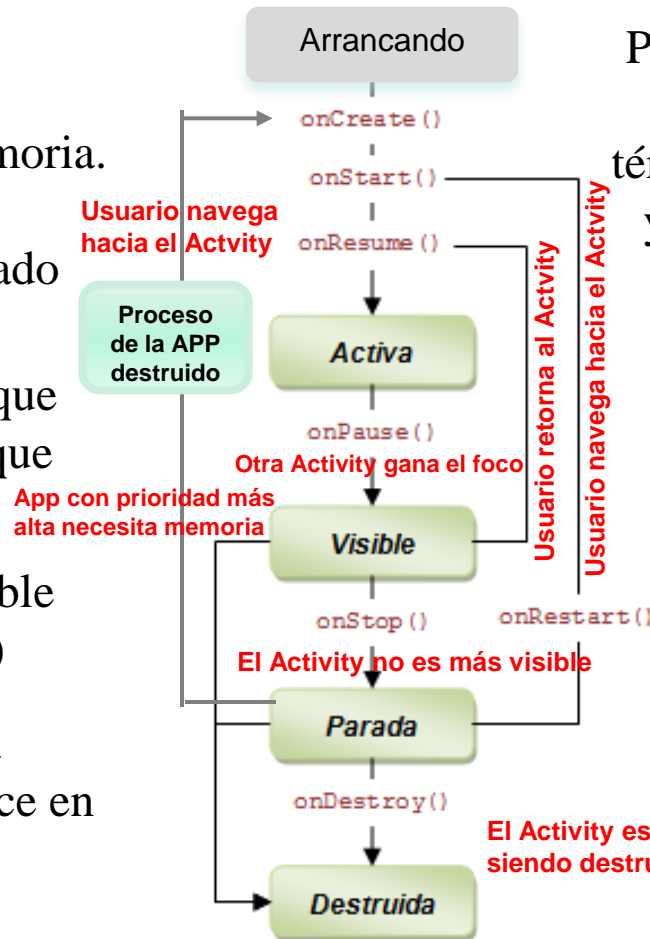 Arrancando
P
onCreate()
moria.
onStart()
Usuario navega
hacia el Actvity
onResume()
y
ado
Proceso
de la APP
destruido
Activa
Usuario retorna al Actvity
Usuario navega hacia el Actvity
que
onPause()
que
Otra Activity gana el foco
App con prioridad más
alta necesita memoria
Visible
ble
onStop()
onRestart()
)
El Activity no es más visible
Parada
ce en
onDestroy()
El Activity es
siendo destru
Destruida